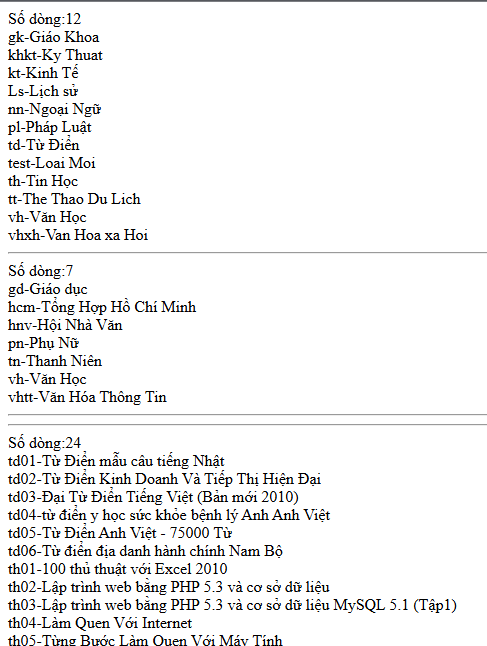 Số dòng:12
gk-Giáo Khoa
khkt-Ky Thuat
kt-Kinh Tế
Ls-Lịch sử
nn-Ngoại Ngữ
pl-Pháp Luật
td-Từ Điển
test-Loai Moi
th-Tin Học
tt-The Thao Du Lich
vh-Văn Học
vhxh-Van Hoa xa Hoi
Số dòng:7
gd-Giáo dục
hcm-Tổng Hợp Hồ Chí Minh
hnv-Hội Nhà Văn
pn-Phụ Nữ
tn-Thanh Niên
vh-Văn Học
vhtt-Văn Hóa Thông Tin
Số dòng:24
td01-Từ Điển mẫu câu tiếng Nhật
td02-Từ Điển Kinh Doanh Và Tiếp Thị Hiện Đại
td03-Đại Từ Điển Tiếng Việt (Bản mới 2010)
td04-từ điển y học sức khỏe bệnh lý Anh Anh Việt
td05-Từ Điển Anh Việt - 75000 Từ
td06-Từ điển địa danh hành chính Nam Bộ
th01-100 thủ thuật với Excel 2010
th02-Lập trình web bằng PHP 5.3 và cơ sở dữ liệu
th03-Lập trình web bằng PHP 5.3 và cơ sở dữ liệu MySQL 5.1 (Tập1)
th04-Làm Quen Với Internet
th05-Từng Bước Làm Quen Với Máy Tính